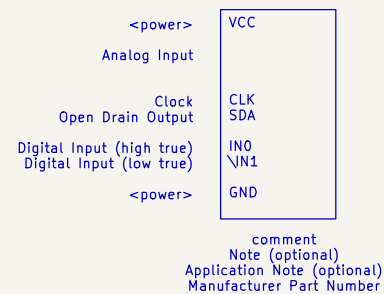 <power> VCC
Analog Input
Clock CLK
Open Drain Output SDA
Digital Input (high true) IN0
Digital Input (low true) \IN1
<power> GND
comment
Note (optional)
Application Note (optional)
Manufacturer Part Number